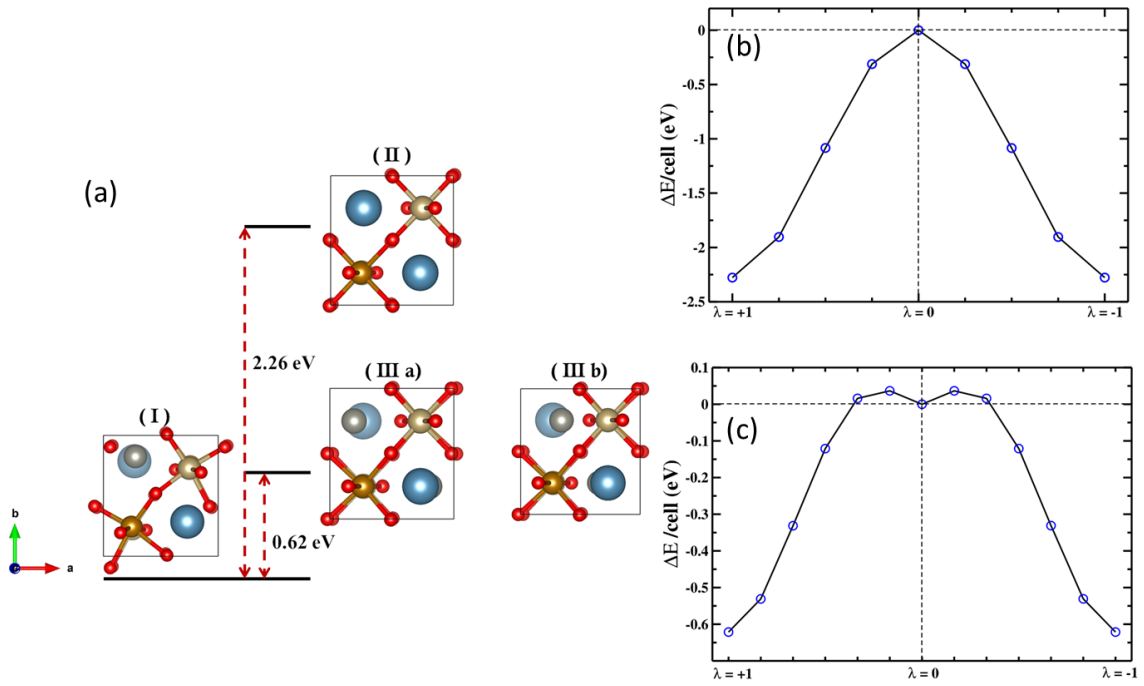 (a)
( II )
2.26 eV
( III a)
( III b)
( I )
0.62 eV
b
a
(b)
ΔE/cell (eV)
0
-0.5
-1
-1.5
-2
-2.5
λ = +1
λ = 0
λ = -1
(c)
ΔE /cell (eV)
0.1
0
-0.1
-0.2
-0.3
-0.4
-0.5
-0.6
λ = +1
λ = 0
λ = -1